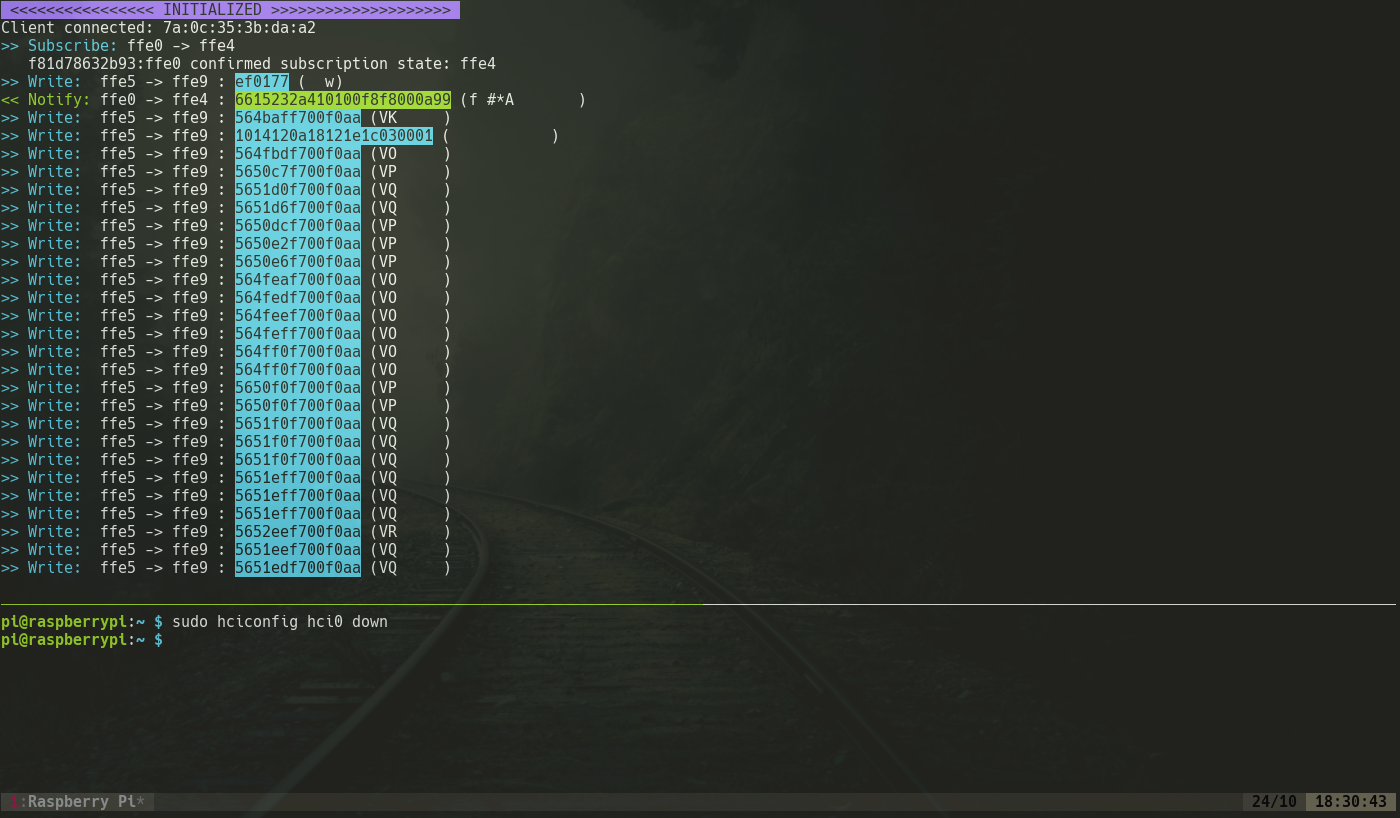 <<<<<<<<<<<<<<<< INITIALIZED >>>>>>>>>>>>>>>>>>>>
Client connected: 7a:0c:35:3b:da:a2
>> Subscribe: ffe0 -> ffe4
   f81d78632b93:ffe0 confirmed subscription state: ffe4
>> Write:  ffe5 -> ffe9 : ef0177 (  w)
<< Notify: ffe0 -> ffe4 : 6615232a410100f8f8000a99 (f #*A       )
>> Write:  ffe5 -> ffe9 : 564baff700f0aa (VK     )
>> Write:  ffe5 -> ffe9 : 1014120a18121e1c030001 (           )
>> Write:  ffe5 -> ffe9 : 564fbdf700f0aa (VO     )
>> Write:  ffe5 -> ffe9 : 5650c7f700f0aa (VP     )
>> Write:  ffe5 -> ffe9 : 5651d0f700f0aa (VQ     )
>> Write:  ffe5 -> ffe9 : 5651d6f700f0aa (VQ     )
>> Write:  ffe5 -> ffe9 : 5650dcf700f0aa (VP     )
>> Write:  ffe5 -> ffe9 : 5650e2f700f0aa (VP     )
>> Write:  ffe5 -> ffe9 : 5650e6f700f0aa (VP     )
>> Write:  ffe5 -> ffe9 : 564feaf700f0aa (VO     )
>> Write:  ffe5 -> ffe9 : 564fedf700f0aa (VO     )
>> Write:  ffe5 -> ffe9 : 564feef700f0aa (VO     )
>> Write:  ffe5 -> ffe9 : 564feff700f0aa (VO     )
>> Write:  ffe5 -> ffe9 : 564ff0f700f0aa (VO     )
>> Write:  ffe5 -> ffe9 : 564ff0f700f0aa (VO     )
>> Write:  ffe5 -> ffe9 : 5650f0f700f0aa (VP     )
>> Write:  ffe5 -> ffe9 : 5650f0f700f0aa (VP     )
>> Write:  ffe5 -> ffe9 : 5651f0f700f0aa (VQ     )
>> Write:  ffe5 -> ffe9 : 5651f0f700f0aa (VQ     )
>> Write:  ffe5 -> ffe9 : 5651f0f700f0aa (VQ     )
>> Write:  ffe5 -> ffe9 : 5651eff700f0aa (VQ     )
>> Write:  ffe5 -> ffe9 : 5651eff700f0aa (VQ     )
>> Write:  ffe5 -> ffe9 : 5651eff700f0aa (VQ     )
>> Write:  ffe5 -> ffe9 : 5652eef700f0aa (VR     )
>> Write:  ffe5 -> ffe9 : 5651eef700f0aa (VQ     )
>> Write:  ffe5 -> ffe9 : 5651edf700f0aa (VQ     )
pi@raspberrypi:~ $ sudo hciconfig hci0 down
pi@raspberrypi:~ $
1:Raspberry Pi* 24/10 18:30:43